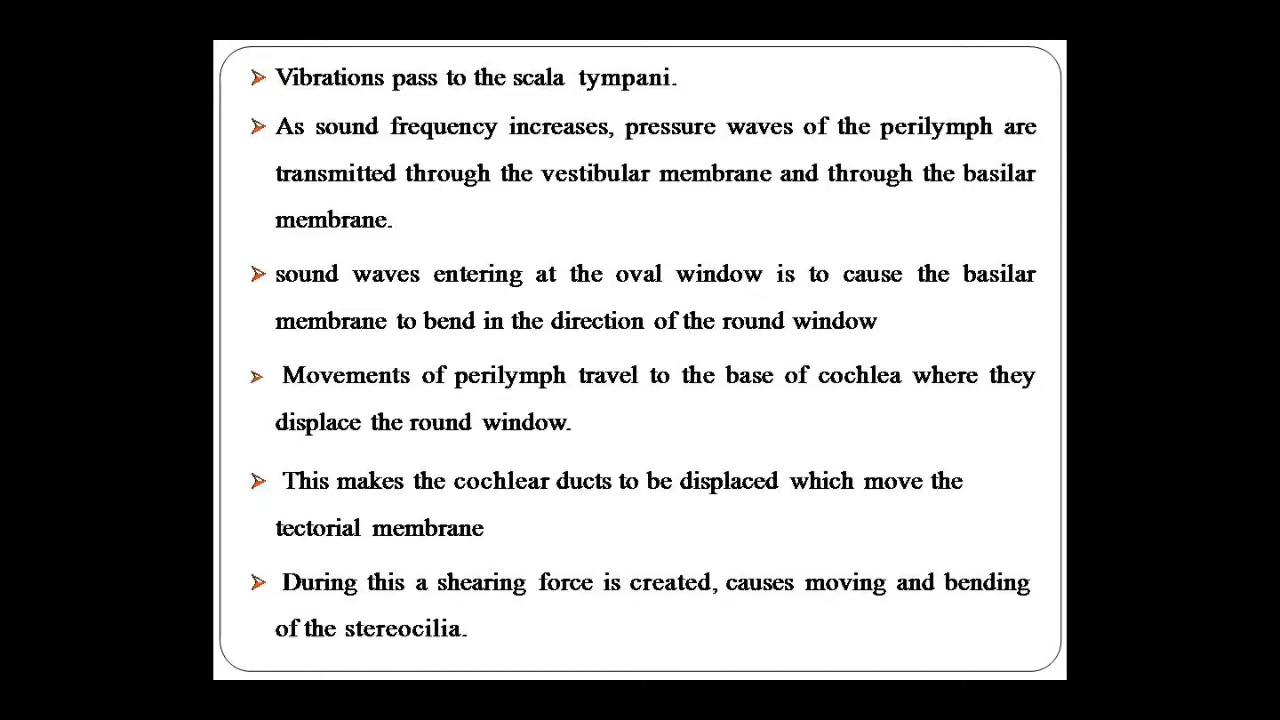 ➢ Vibrations pass to the scala tympani.
➢ As sound frequency increases, pressure waves of the perilymph are
transmitted through the vestibular membrane and through the basilar
membrane.
➢ sound waves entering at the oval window is to cause the basilar
membrane to bend in the direction of the round window
➢ Movements of perilymph travel to the base of cochlea where they
displace the round window.
➢ This makes the cochlear ducts to be displaced which move the
tectorial membrane
➢ During this a shearing force is created, causes moving and bending
of the stereocilia.